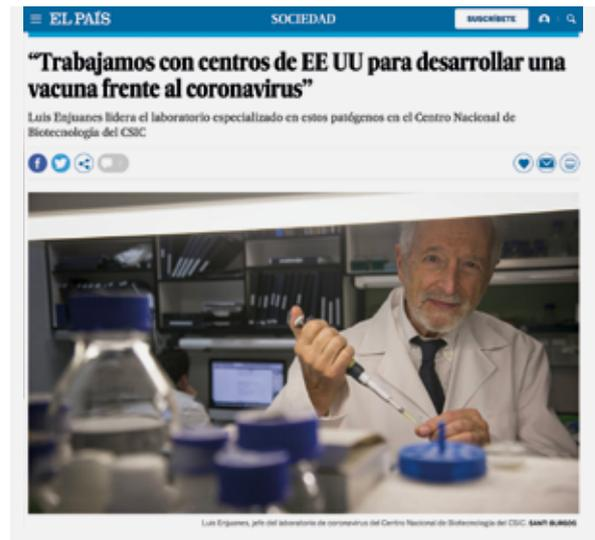 EL PAÍS
SOCIEDAD
SUSCRÍBETE
“Trabajamos con centros de EE UU para desarrollar una
vacuna frente al coronavirus”
Luis Enjuanes lidera el laboratorio especializado en estos patógenos en el Centro Nacional de
Biotecnología del CSIC
Luis Enjuanes, jefe del laboratorio de coronavirus del Centro Nacional de Biotecnología del CSIC. SANTI BURGOS